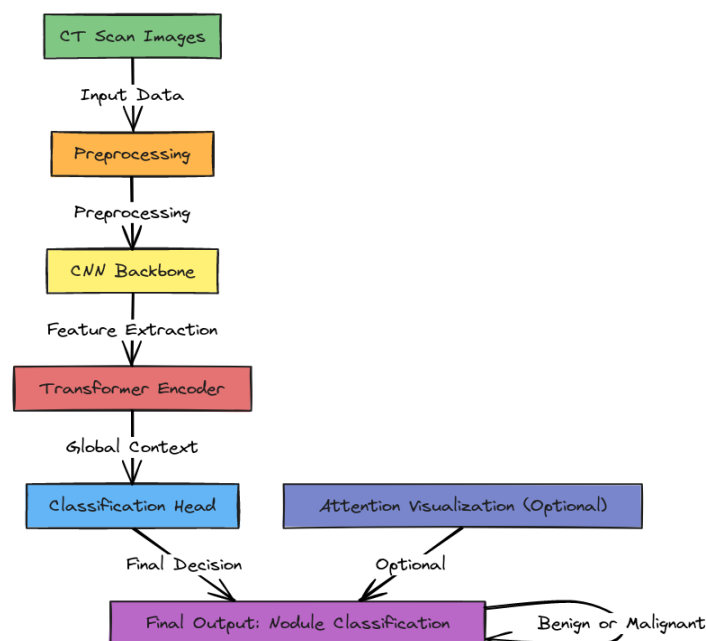 CT Scan Images
Input Data
Preprocessing
Preprocessing
CNN Backbone
Feature Extraction
Transformer Encoder
Global Context
Classification Head
Attention Visualization (Optional)
Final Decision
Optional
Final Output: Nodule Classification
Benign or Malignant